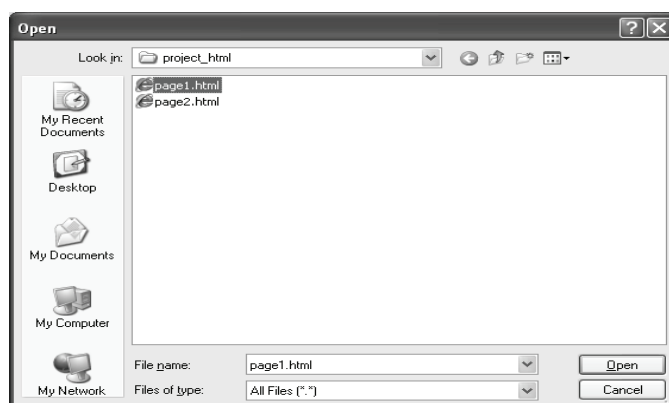 Open
Look in: project_html
page1.html
page2.html
My Recent
Documents
Desktop
My Documents
My Computer
My Network
File name: page1.html Open
Files of type: All Files (*.*) Cancel